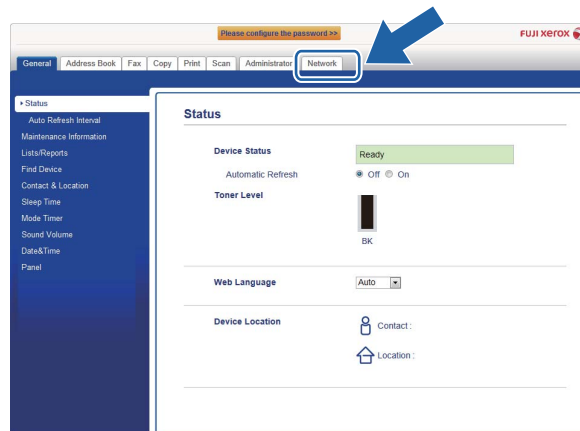 Please configure the password >>
FUJI XEROX
General Address Book Fax Copy Print Scan Administrator Network
Status
Auto Refresh Interval
Maintenance Information
Lists/Reports
Find Device
Contact & Location
Sleep Time
Mode Timer
Sound Volume
Date&Time
Panel
Status
Device Status Ready
Automatic Refresh Off On
Toner Level
BK
Web Language Auto
Device Location Contact :
Location :